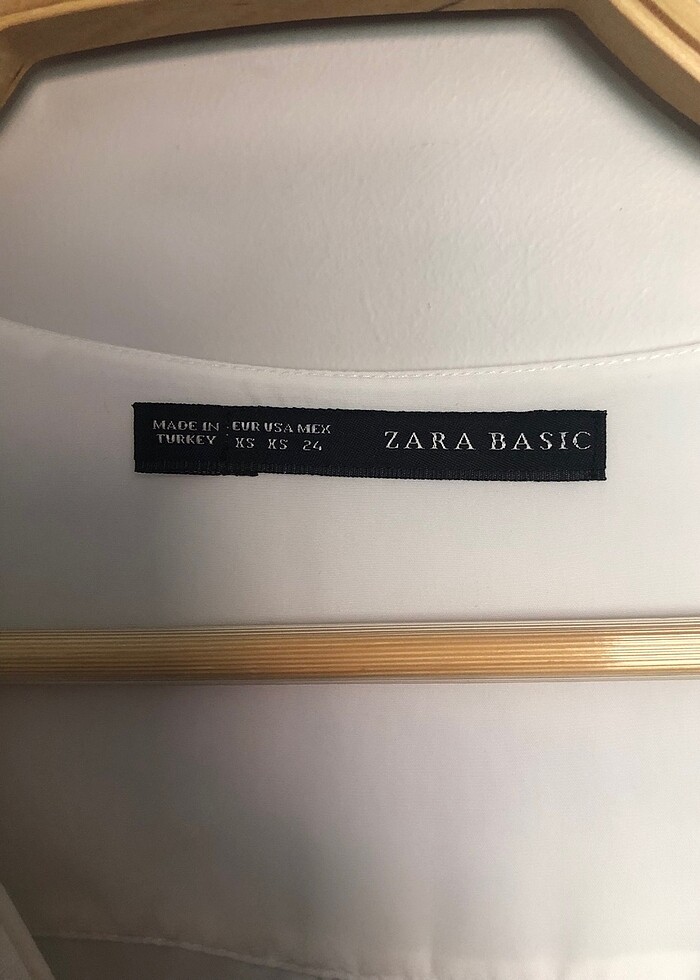 MADE IN EUR USA MEX
TURKEY XS XS 24
ZARA BASIC